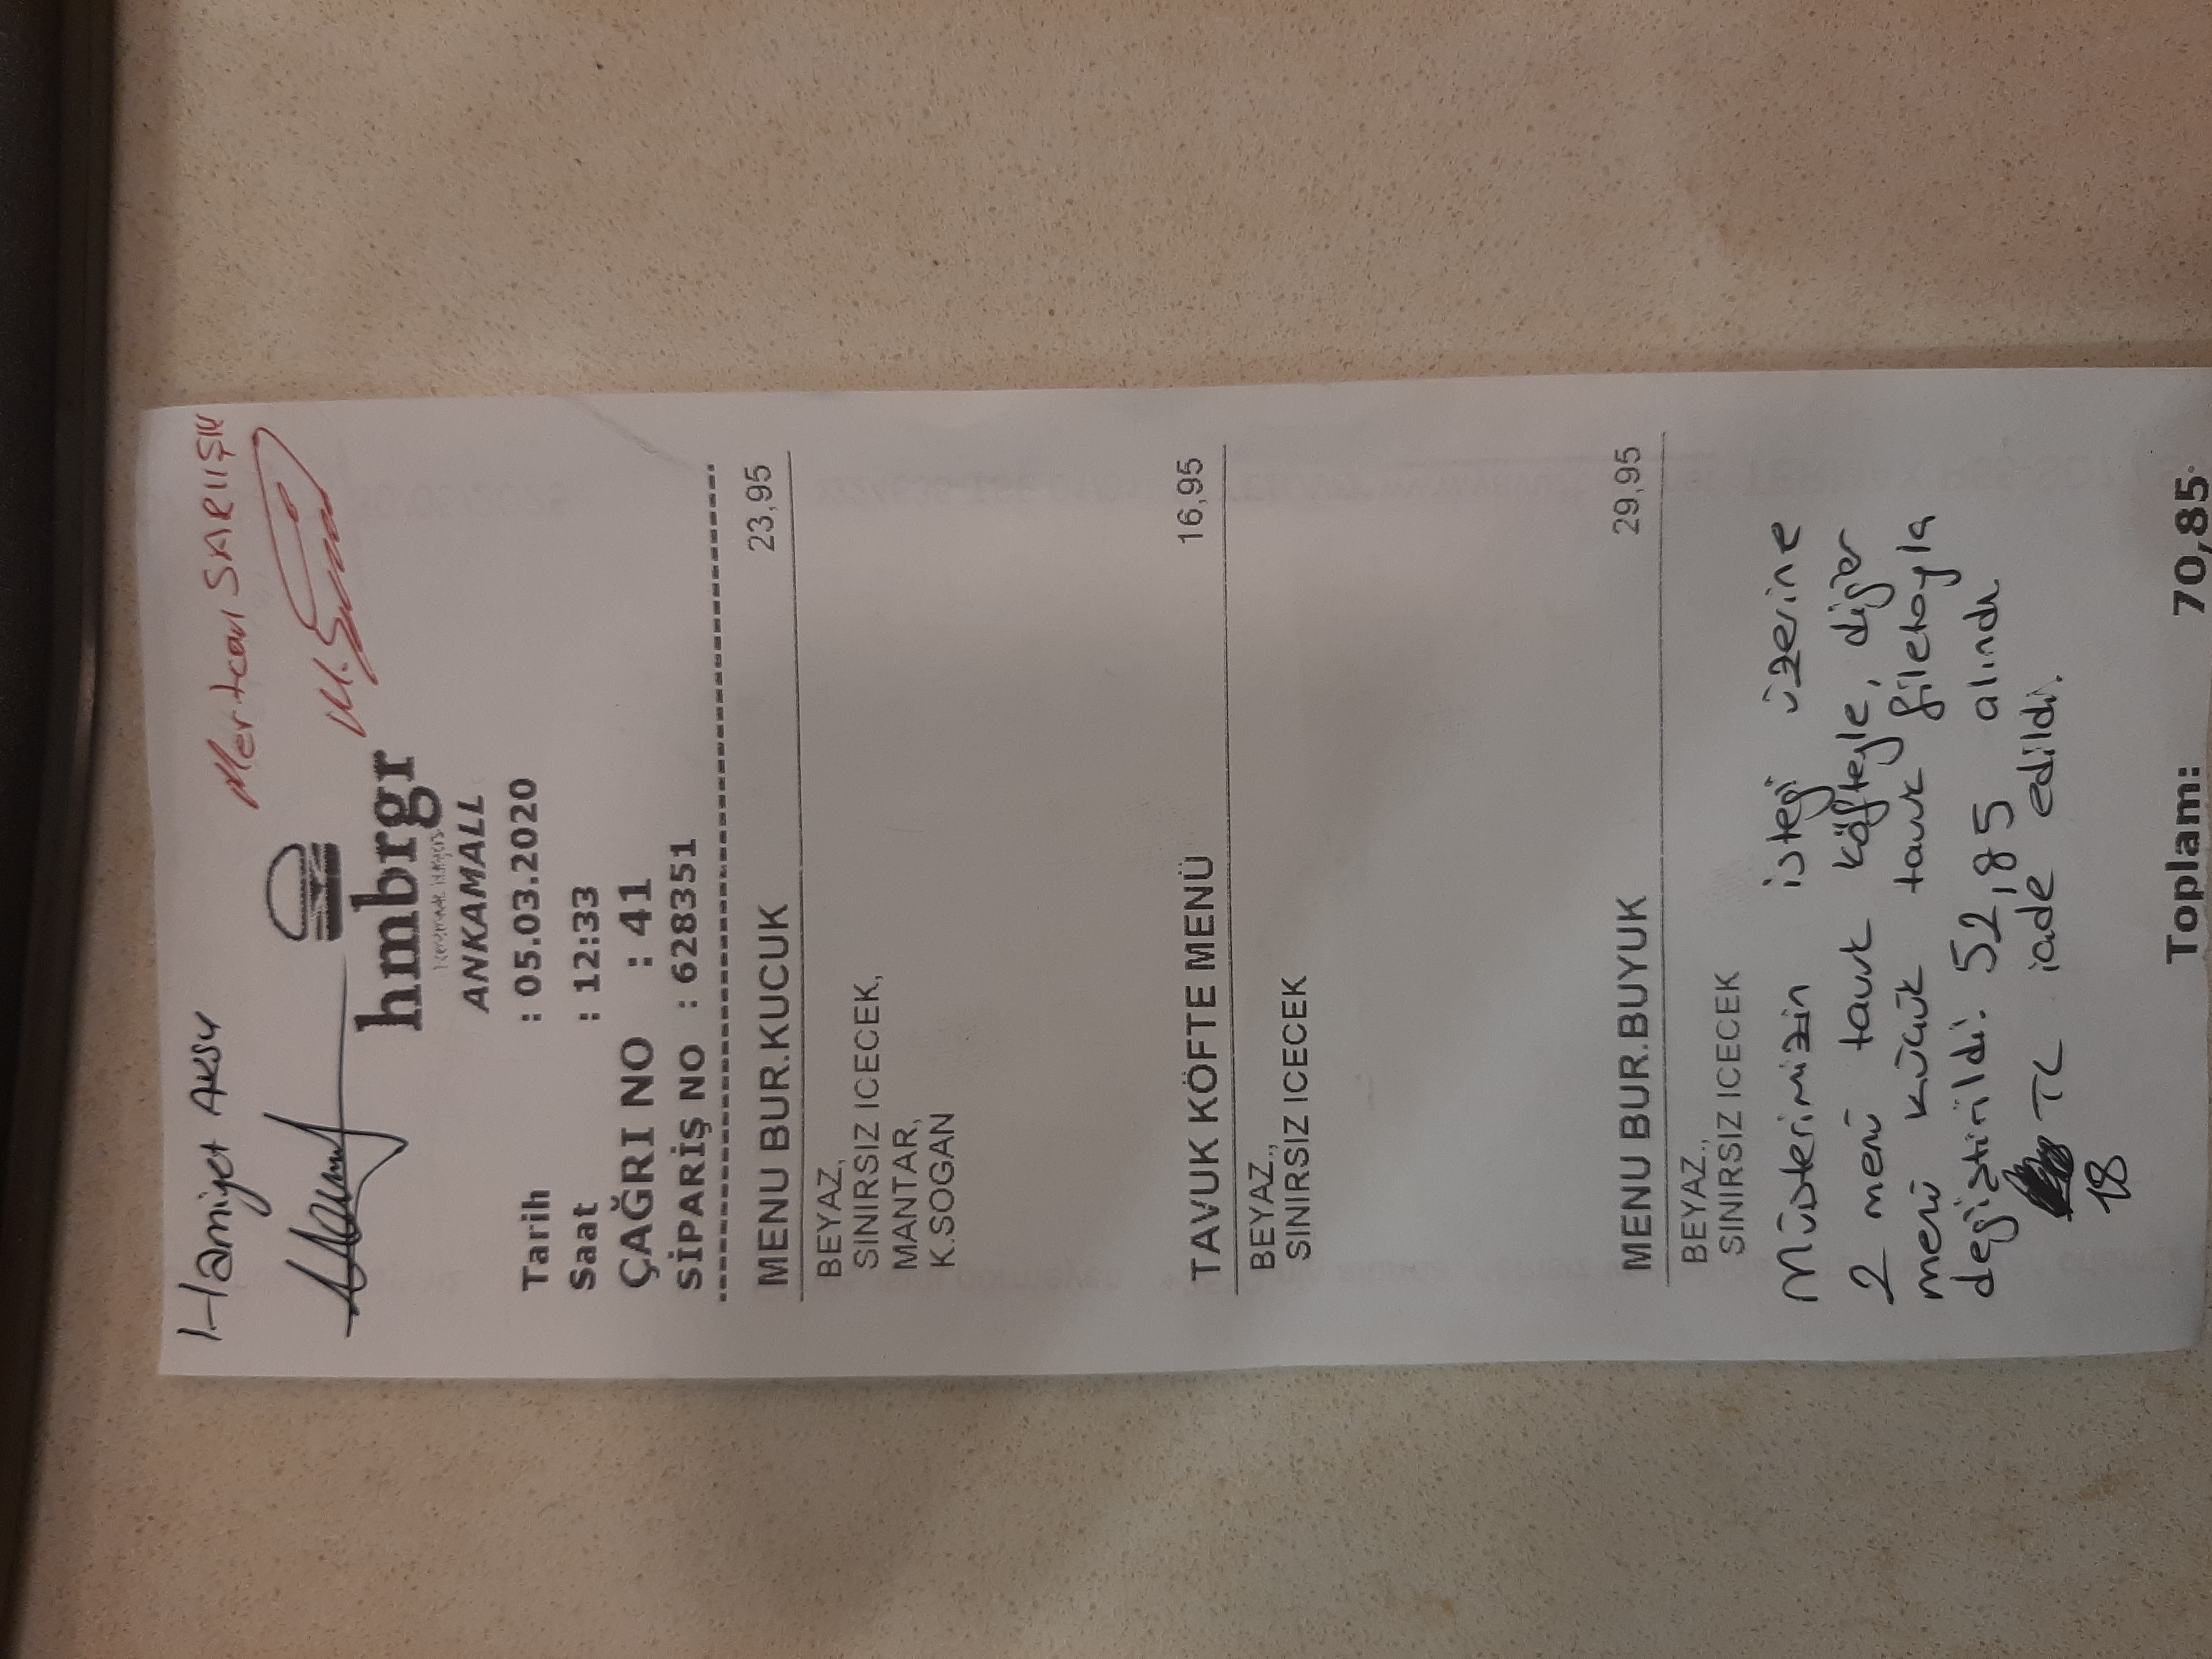 Hamiyet AKSU
Mertcan SARIIŞIK
hmbrgr
ANKAMALL
Tarih : 05.03.2020
Saat : 12:33
ÇAĞRI NO : 41
SİPARİŞ NO : 628351
MENU BUR.KUCUK 23,95
BEYAZ,
SINIRSIZ ICECEK,
MANTAR,
K.SOGAN
TAVUK KÖFTE MENÜ 16,95
BEYAZ.,
SINIRSIZ ICECEK
MENU BUR.BUYUK 29,95
BEYAZ.,
SINIRSIZ ICECEK
Müşterimizin isteği üzerine
2 menü tavuk köfteyle, diğer
menü küçük tavuk filetoyla
değiştirildi. 52,85 alındı
TL iade edildi.
18
Toplam: 70,85